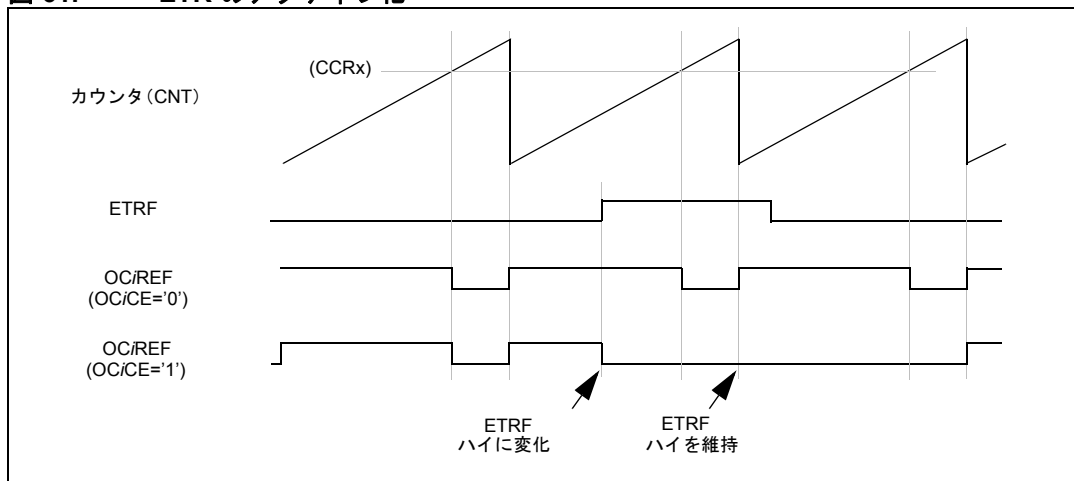 (CCRx)
カウンタ(CNT)
ETRF
OCiREF
(OCiCE='0')
OCiREF
(OCiCE='1')
ETRF
ハイに変化
ETRF
ハイを維持